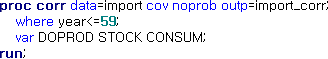 proc corr data=import cov noprob outp=import_corr;
where year<=59;
var DOPROD STOCK CONSUM;
run;